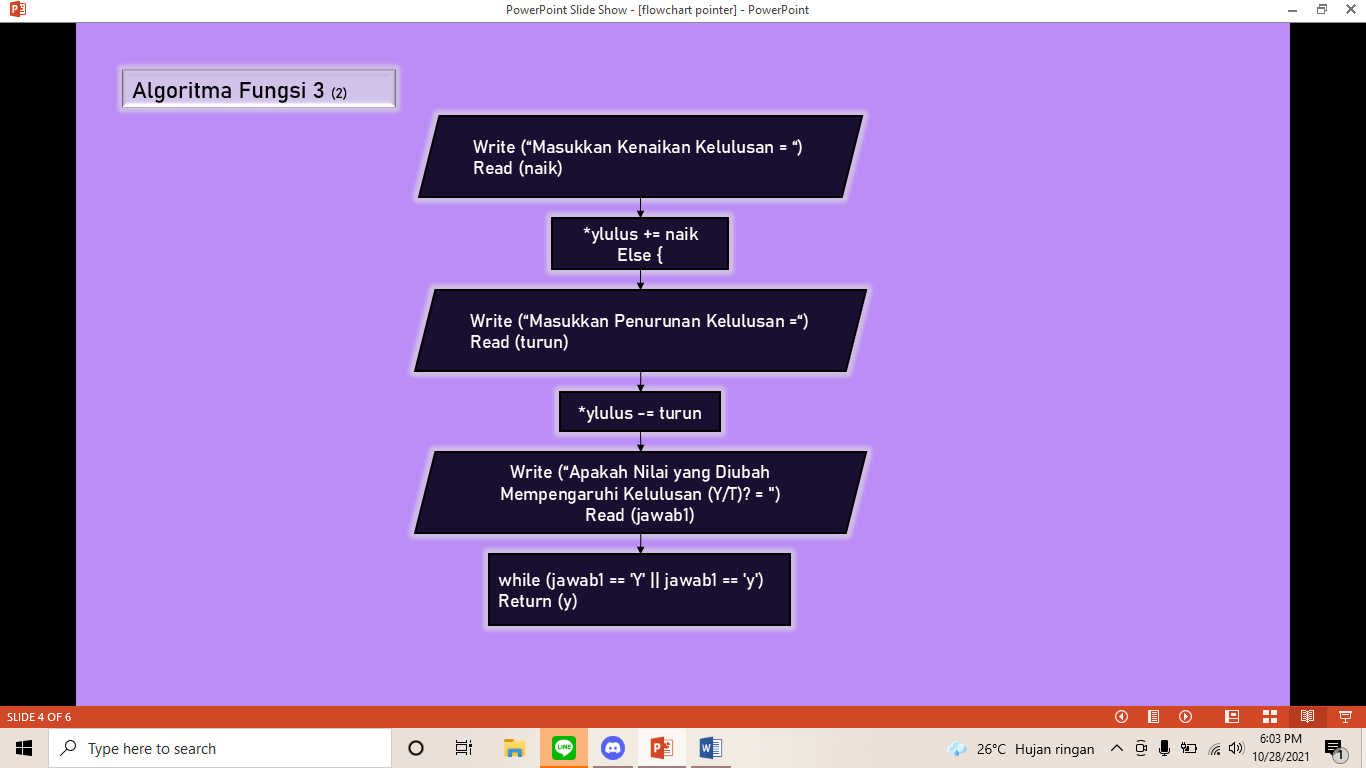 PowerPoint Slide Show - [flowchart pointer] - PowerPoint
Algoritma Fungsi 3 (2)
Write (“Masukkan Kenaikan Kelulusan = “)
Read (naik)
*ylulus += naik
Else {
Write (“Masukkan Penurunan Kelulusan =“)
Read (turun)
*ylulus -= turun
Write (“Apakah Nilai yang Diubah
Mempengaruhi Kelulusan (Y/T)? = ")
Read (jawab1)
while (jawab1 == 'Y' || jawab1 == 'y')
Return (y)
SLIDE 4 OF 6
Type here to search
26°C Hujan ringan
6:03 PM
10/28/2021
1